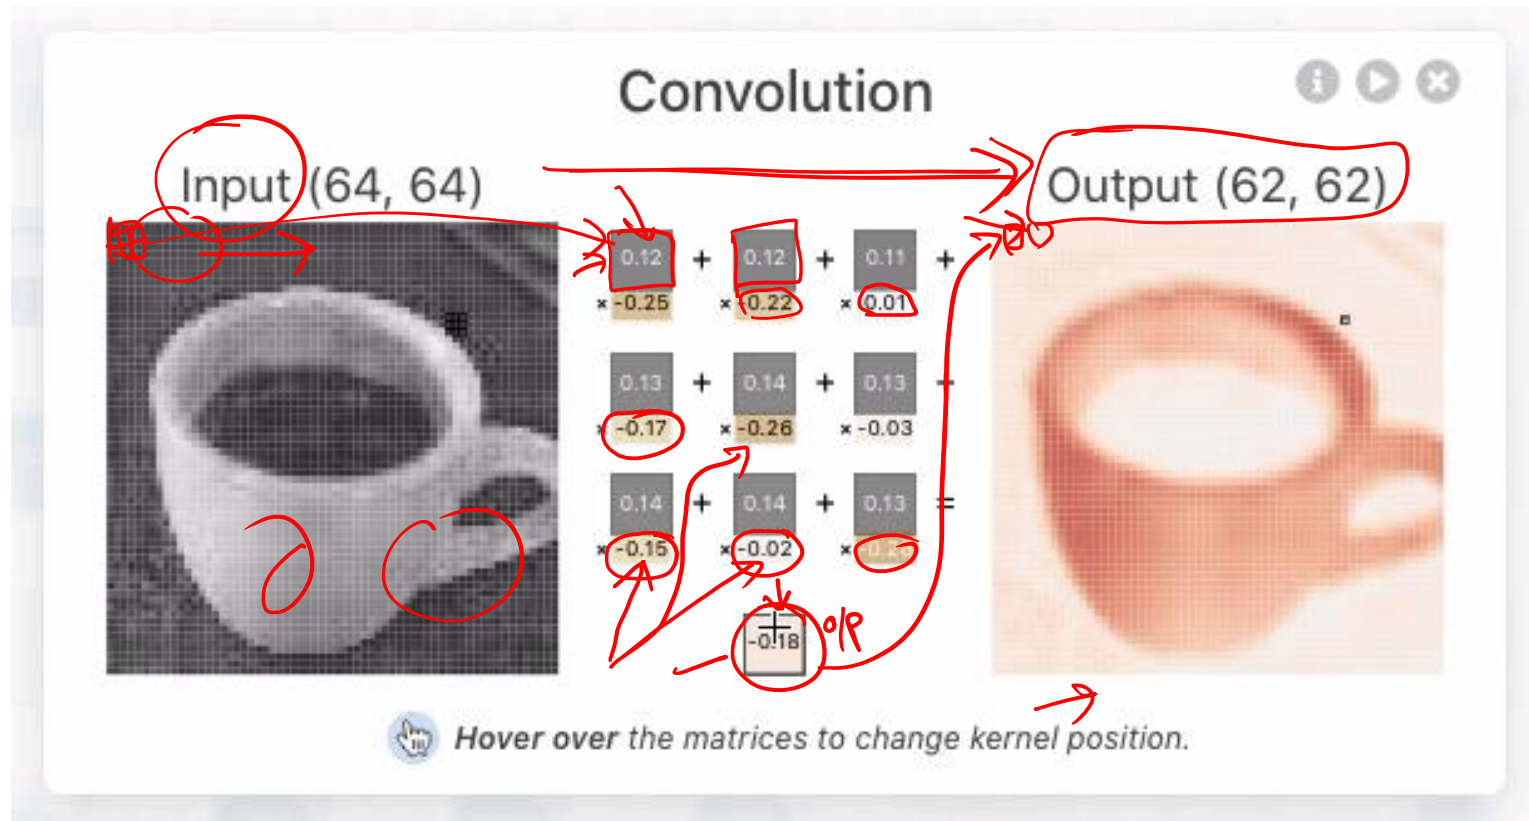 Convolution
Input (64, 64)
Output (62, 62)
0.12 + 0.12 + 0.11 +
× -0.25 × -0.22 × 0.01
0.13 + 0.14 + 0.13 +
× -0.17 × -0.26 × -0.03
0.14 + 0.14 + 0.13 =
× -0.15 × -0.02 ×
-0.18
o/p
Hover over the matrices to change kernel position.